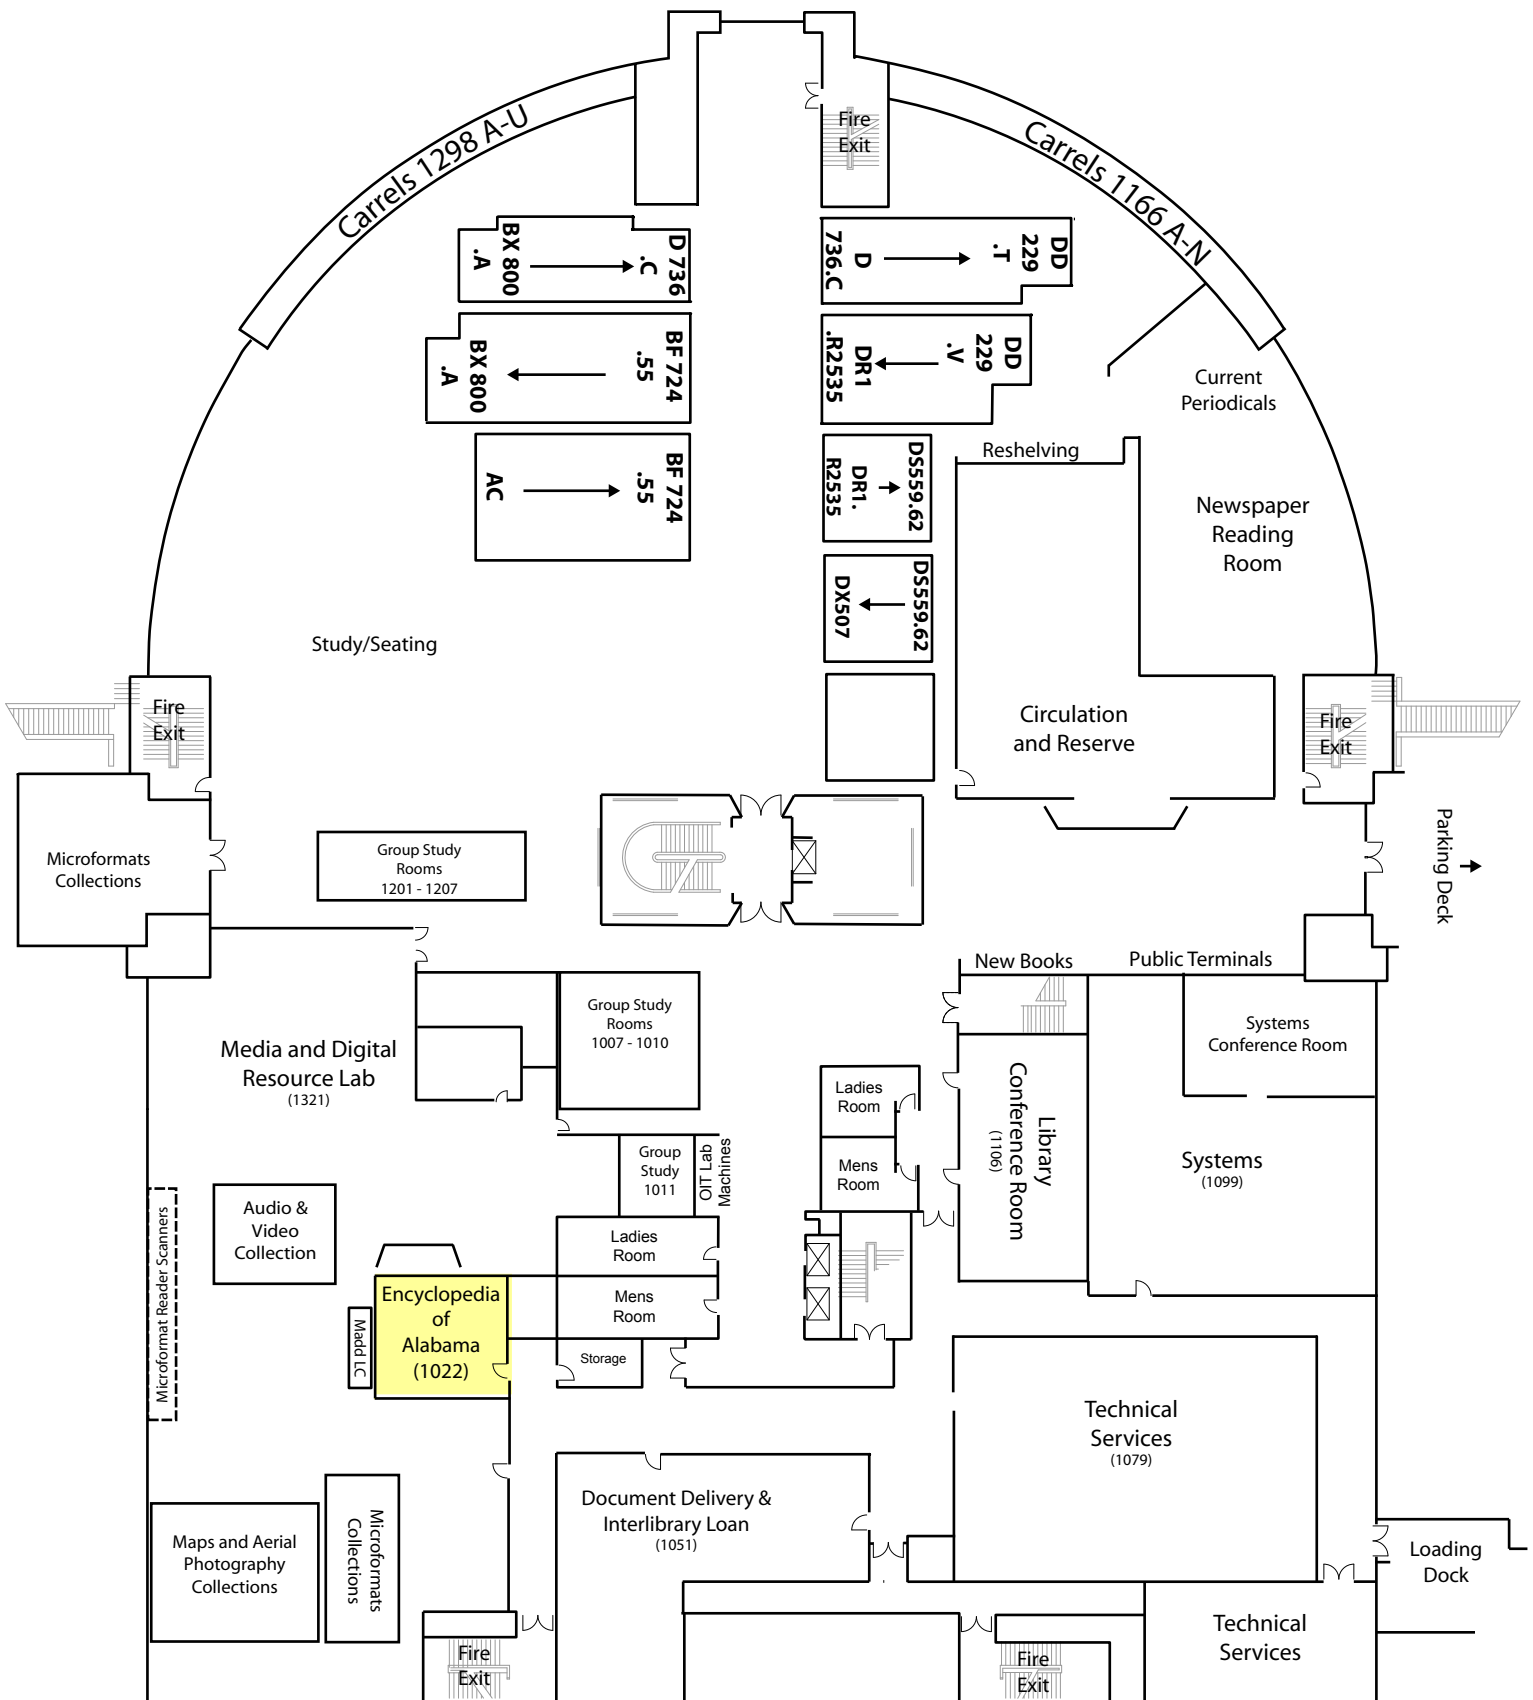 Carrels 1298 A-U
Fire
Exit
Carrels 1166 A-N
BX 800
.A
D 736
.C
D
736.C
DD
229
.T
BX 800
.A
BF 724
.55
DR1
.R2535
DD
229
.V
Current
Periodicals
AC
BF 724
.55
DR1.
R2535
DS559.62
Reshelving
Newspaper
Reading
Room
DX507
DS559.62
Study/Seating
Fire
Exit
Circulation
and Reserve
Fire
Exit
Microformats
Collections
Group Study
Rooms
1201 - 1207
Parking Deck
New Books
Public Terminals
Group Study
Rooms
1007 - 1010
Systems
Conference Room
Media and Digital
Resource Lab
(1321)
Ladies
Room
Library
Conference Room
(1106)
Group
Study
1011
OIT Lab
Machines
Mens
Room
Systems
(1099)
Microformat Reader Scanners
Audio &
Video
Collection
Ladies
Room
Encyclopedia
of
Alabama
(1022)
Mens
Room
Madd LC
Storage
Technical
Services
(1079)
Document Delivery &
Interlibrary Loan
(1051)
Maps and Aerial
Photography
Collections
Microformats
Collections
Loading
Dock
Technical
Services
Fire
Exit
Fire
Exit